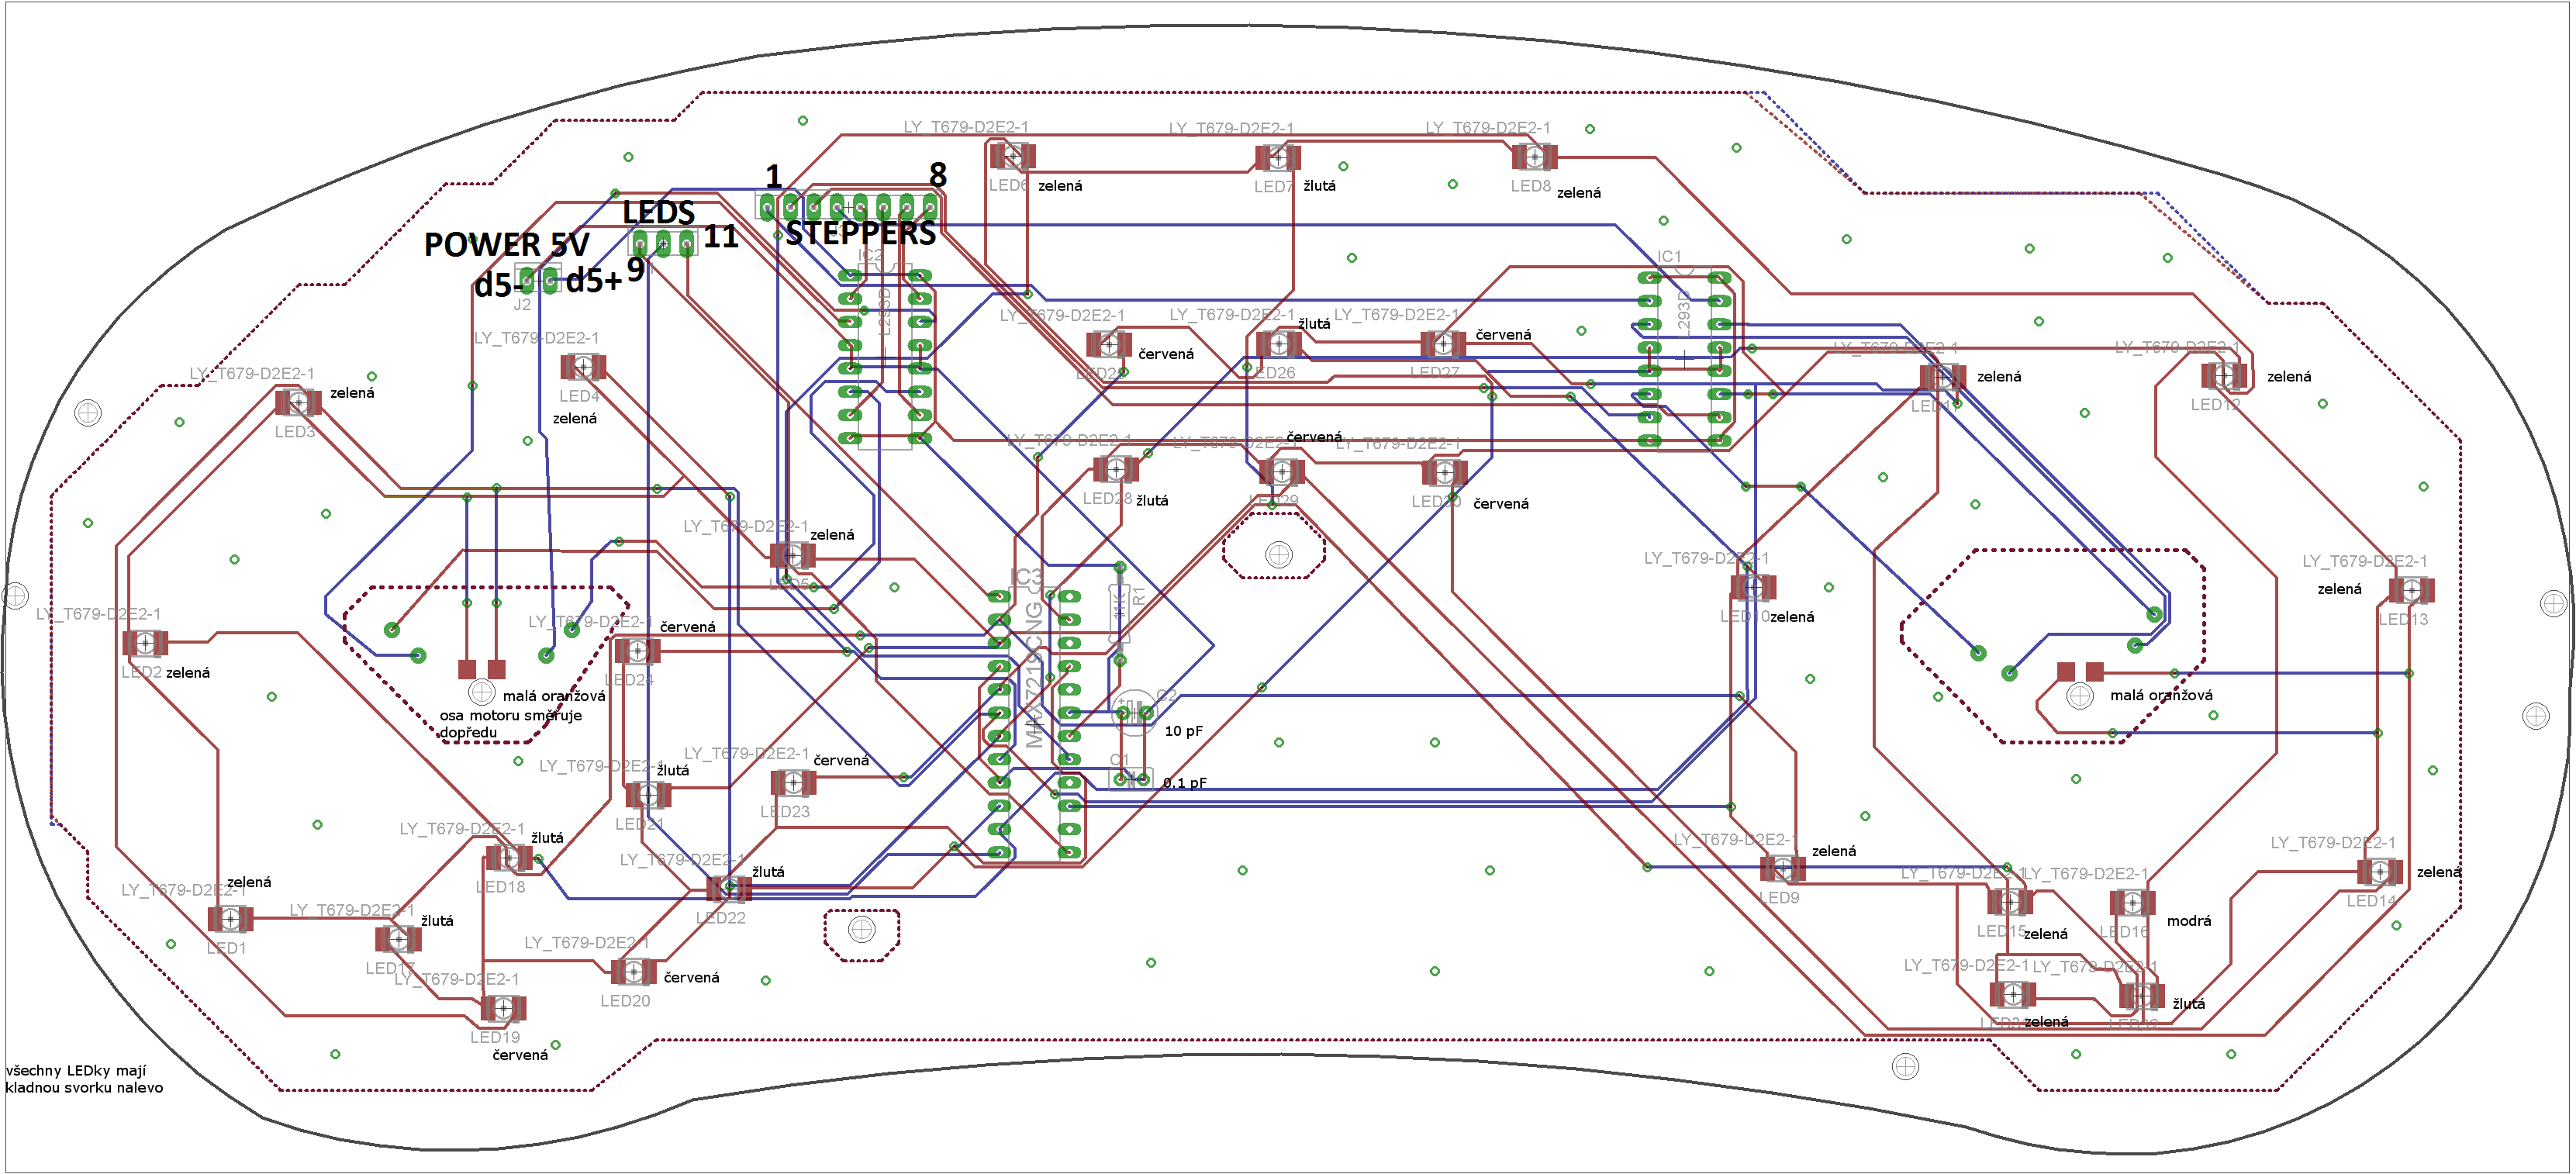 LY_T679-D2E2-1
LY_T679-D2E2-1
LY_T679-D2E2-1
1
8
LED6
zelená
LED7
žlutá
LED8
zelená
LEDS
11
STEPPERS
POWER 5V
9
d5-
d5+
J2
IC2
L293D
IC1
L293D
LY_T679-D2E2-1
LY_T679-D2E2-1
žlutá
LY_T679-D2E2-1
červená
LY_T679-D2E2-1
červená
LED26
LED27
LY_T679-D2E2-1
LY_T679-D2E2-1
LY_T679-D2E2-1
zelená
LED3
LED4
zelená
zelená
LED11
zelená
LED12
LY_T679-D2E2-1
LY_T679-D2E2-1
červená
LY_T679-D2E2-1
LED28
žlutá
LED29
červená
LY_T679-D2E2-1
zelená
LED5
LY_T679-D2E2-1
LED10
zelená
LY_T679-D2E2-1
zelená
LED13
IC3
MAX7219CNG
R1
LY_T679-D2E2-1
LED2
zelená
LY_T679-D2E2-1
červená
LED24
malá oranžová
osa motoru směřuje
dopředu
malá oranžová
C2
10 pF
C1
0.1 pF
LY_T679-D2E2-1
žlutá
LED21
LY_T679-D2E2-1
červená
LED23
LY_T679-D2E2-1
žlutá
LED18
LY_T679-D2E2-1
žlutá
LED22
LY_T679-D2E2-1
zelená
LED9
LY_T679-D2E2-1
zelená
LED14
LY_T679-D2E2-1
zelená
LED1
LY_T679-D2E2-1
žlutá
LED17
LY_T679-D2E2-1
LED15
zelená
LY_T679-D2E2-1
LED16
modrá
LY_T679-D2E2-1
LED20
červená
LY_T679-D2E2-1
LED19
červená
LY_T679-D2E2-1
zelená
LY_T679-D2E2-1
žlutá
všechny LEDky mají
kladnou svorku nalevo